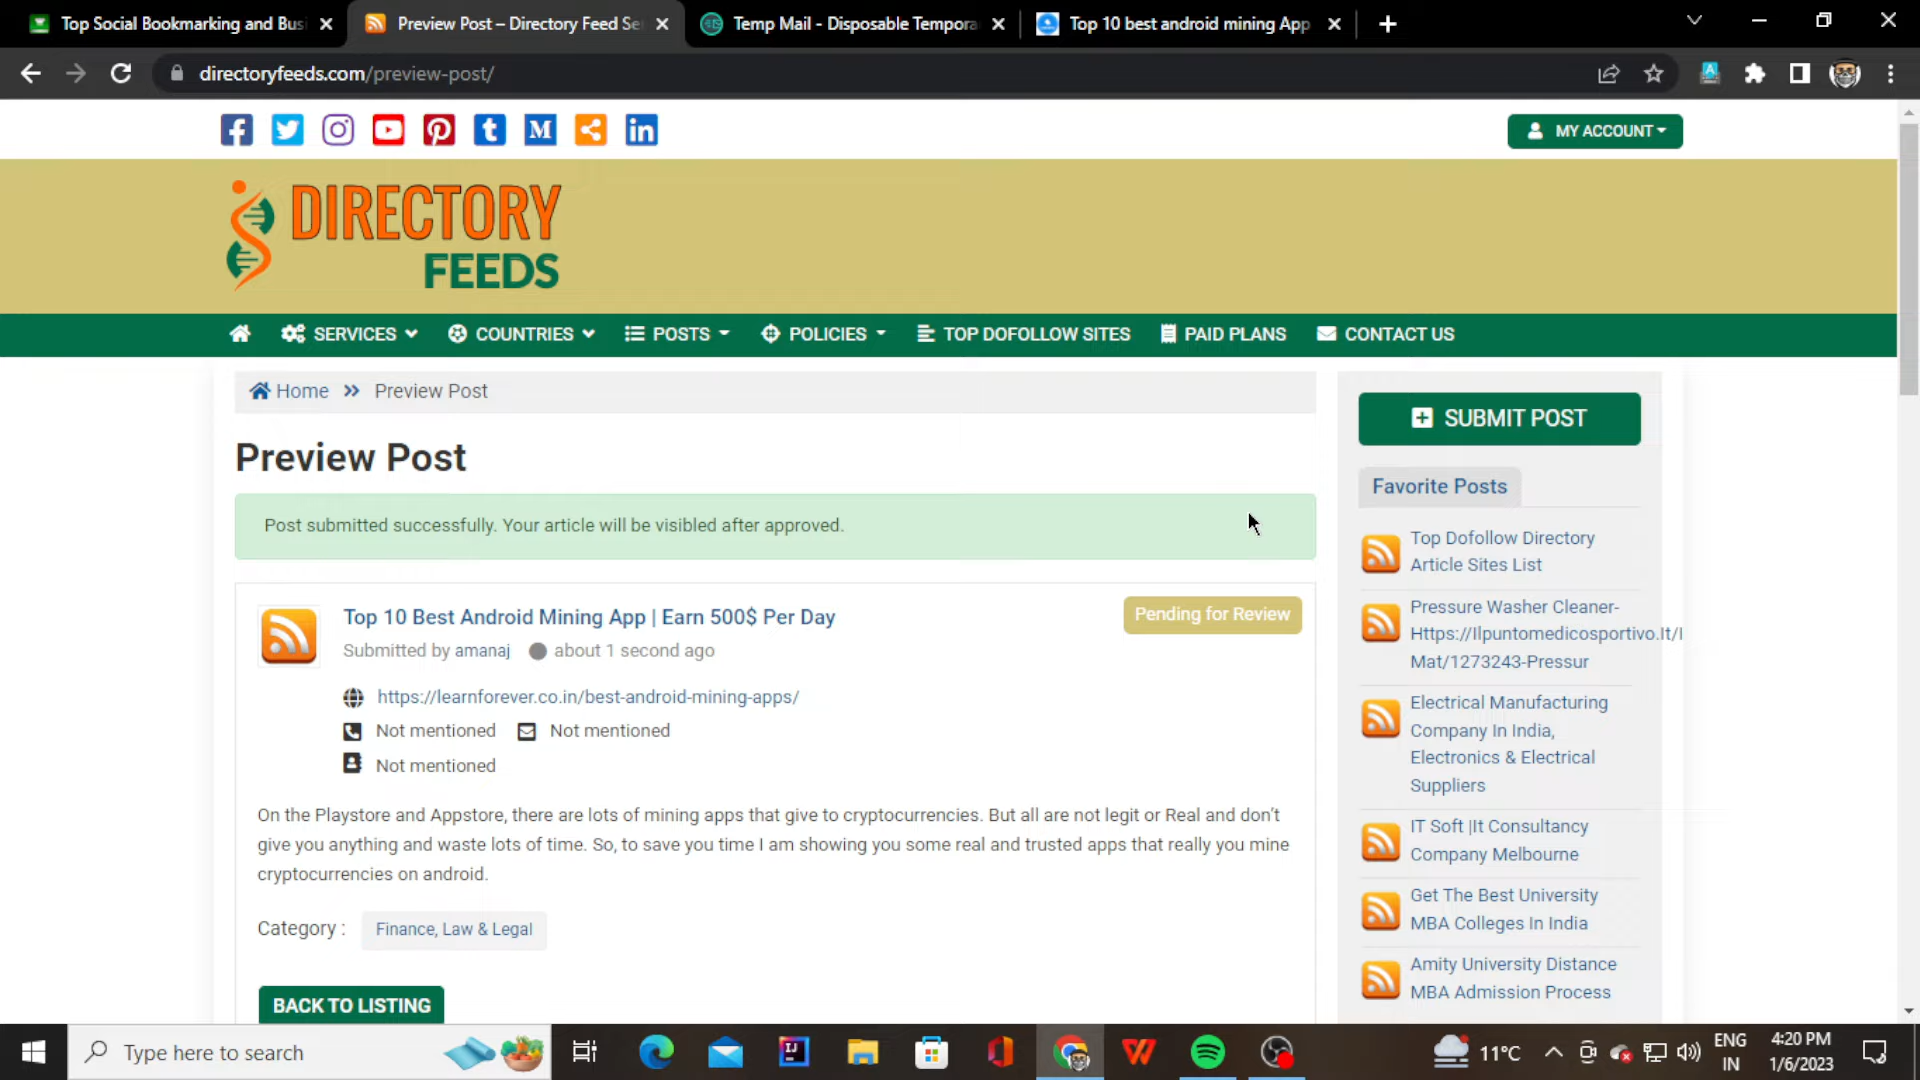 Top Social Bookmarking and Bus
Preview Post – Directory Feed Se
Temp Mail - Disposable Tempora
Top 10 best android mining App
directoryfeeds.com/preview-post/
MY ACCOUNT
DIRECTORY
FEEDS
SERVICES
COUNTRIES
POSTS
POLICIES
TOP DOFOLLOW SITES
PAID PLANS
CONTACT US
Home » Preview Post
Preview Post
Post submitted successfully. Your article will be visibled after approved.
Top 10 Best Android Mining App | Earn 500$ Per Day
Pending for Review
Submitted by amanaj about 1 second ago
https://learnforever.co.in/best-android-mining-apps/
Not mentioned Not mentioned
Not mentioned
On the Playstore and Appstore, there are lots of mining apps that give to cryptocurrencies. But all are not legit or Real and don’t
give you anything and waste lots of time. So, to save you time I am showing you some real and trusted apps that really you mine
cryptocurrencies on android.
Category : Finance, Law & Legal
BACK TO LISTING
SUBMIT POST
Favorite Posts
Top Dofollow Directory
Article Sites List
Pressure Washer Cleaner-
Https://Ilpuntomedicosportivo.It/I
Mat/1273243-Pressur
Electrical Manufacturing
Company In India,
Electronics & Electrical
Suppliers
IT Soft |It Consultancy
Company Melbourne
Get The Best University
MBA Colleges In India
Amity University Distance
MBA Admission Process
Type here to search
11°C
ENG
IN
4:20 PM
1/6/2023